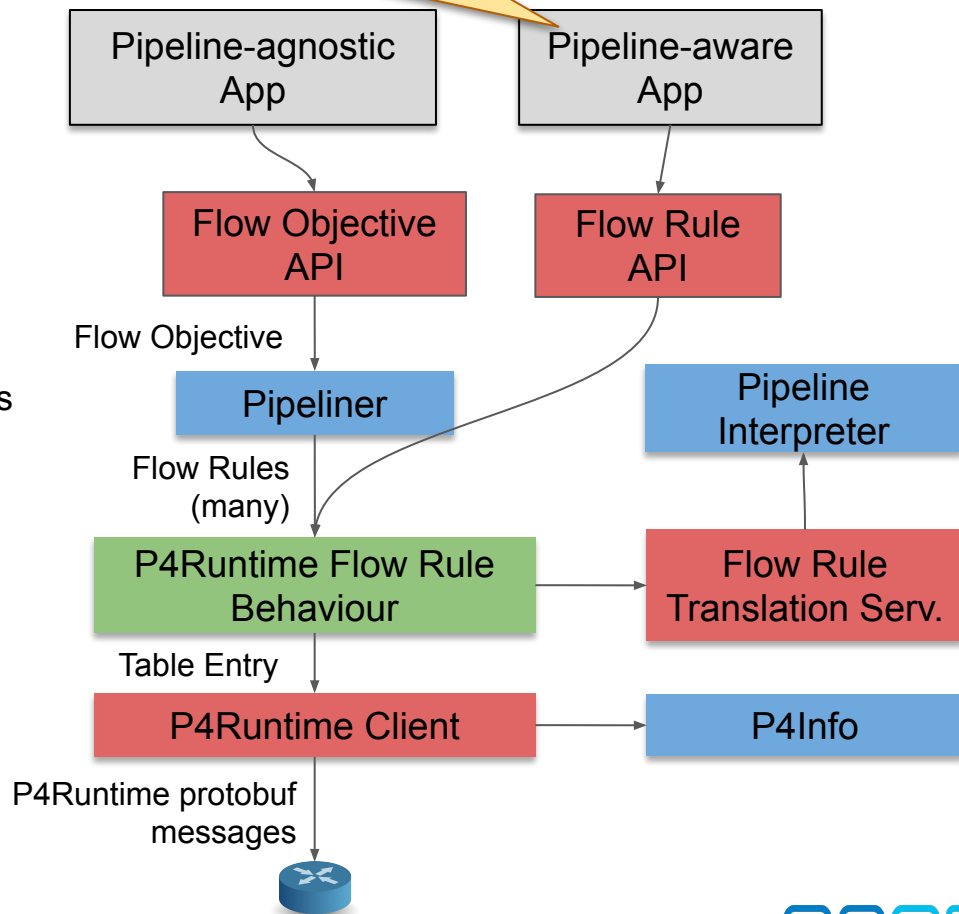 Pipeline-agnostic
App
Pipeline-aware
App
Flow Objective
API
Flow Rule
API
Flow Objective
s
Pipeliner
Pipeline
Interpreter
Flow Rules
(many)
P4Runtime Flow Rule
Behaviour
Flow Rule
Translation Serv.
Table Entry
P4Runtime Client
P4Info
P4Runtime protobuf
messages